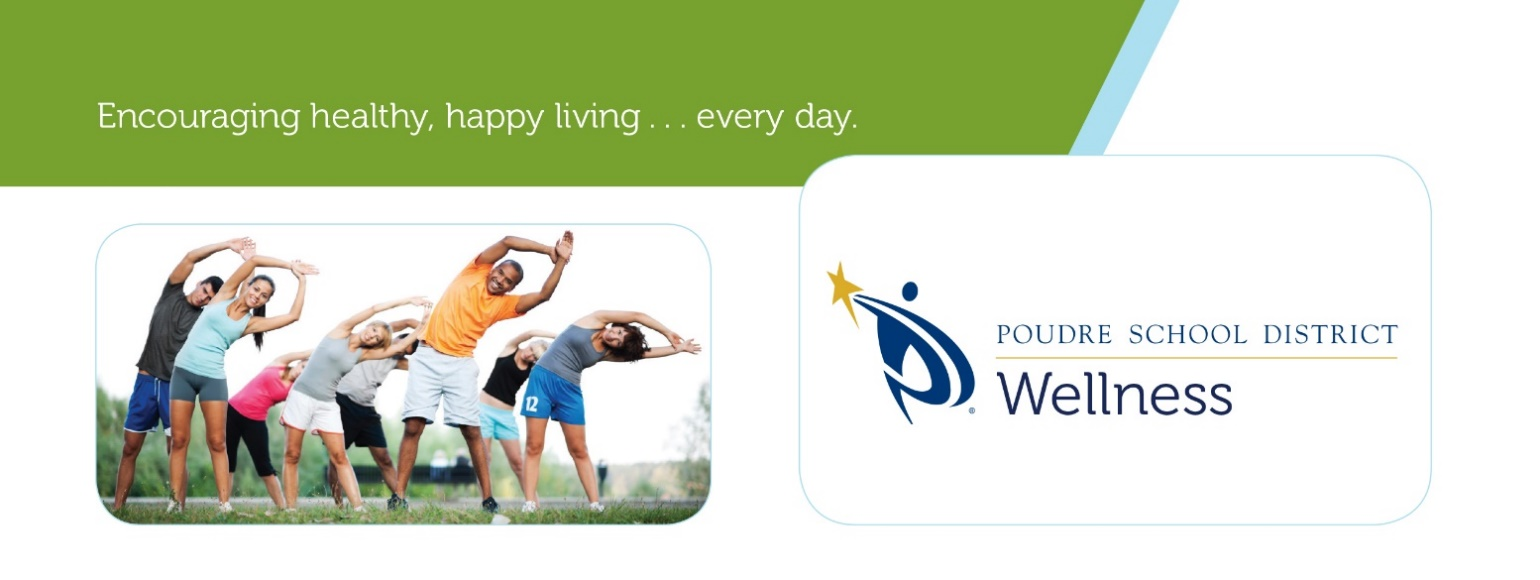 Encouraging healthy, happy living . . . every day.
12
POUDRE SCHOOL DISTRICT
Wellness
®